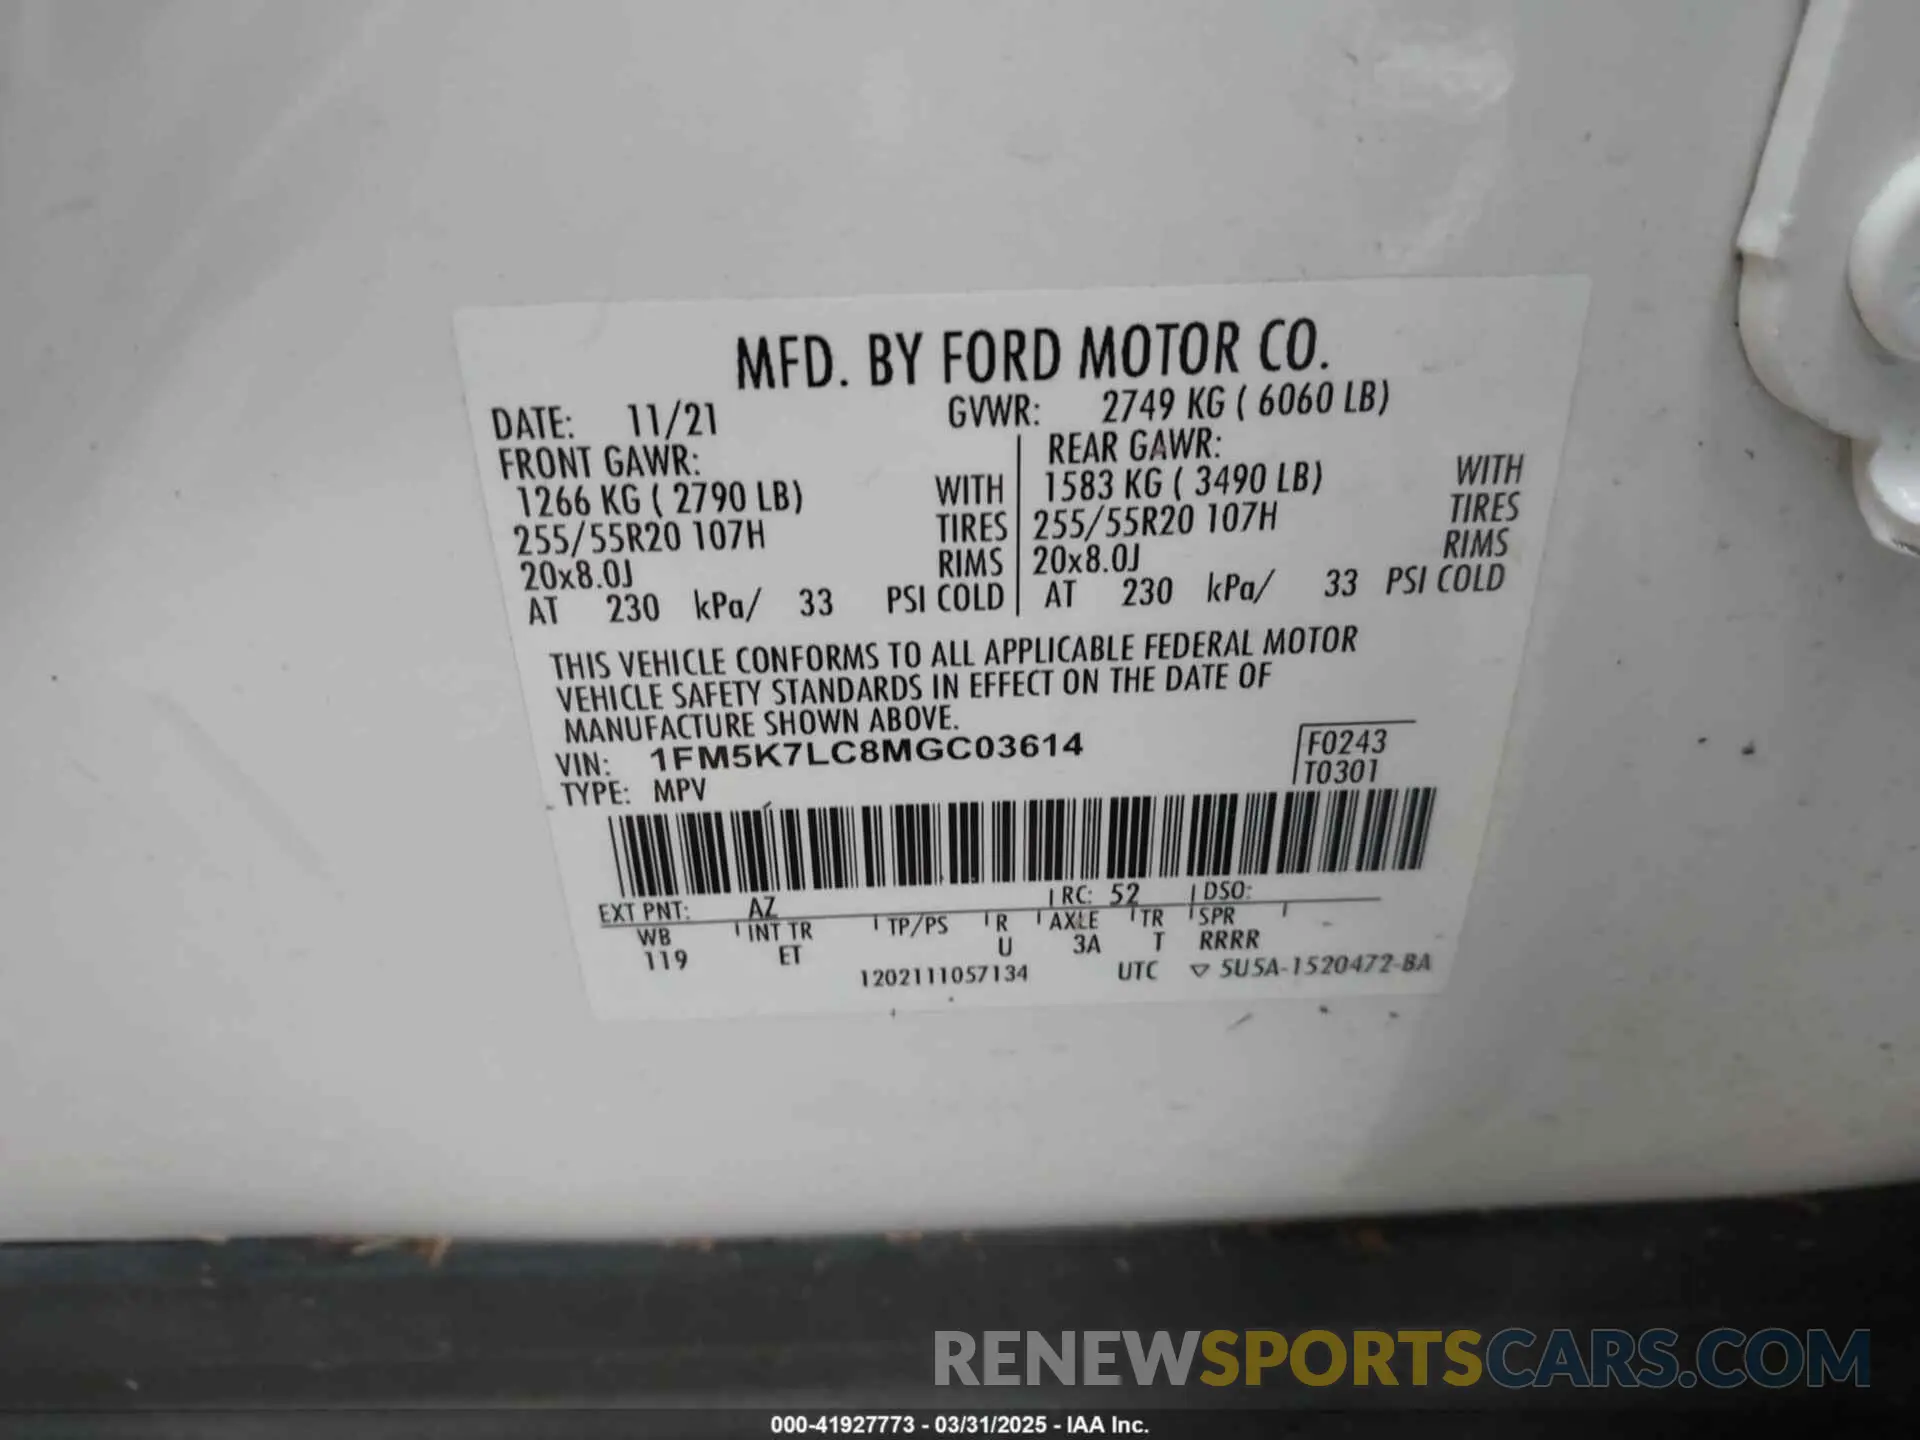 MFD. BY FORD MOTOR CO.
DATE: 11/21 GVWR: 2749 KG ( 6060 LB)
FRONT GAWR: REAR GAWR:
1266 KG ( 2790 LB) WITH 1583 KG ( 3490 LB) WITH
255/55R20 107H TIRES 255/55R20 107H TIRES
20x8.0J RIMS 20x8.0J RIMS
AT 230 kPa/ 33 PSI COLD AT 230 kPa/ 33 PSI COLD
THIS VEHICLE CONFORMS TO ALL APPLICABLE FEDERAL MOTOR
VEHICLE SAFETY STANDARDS IN EFFECT ON THE DATE OF
MANUFACTURE SHOWN ABOVE.
VIN: 1FM5K7LC8MGC03614 F0243
TYPE: MPV T0301
EXT PNT: AZ RC: 52 DSO:
WB INT TR TP/PS R AXLE TR SPR
119 ET U 3A T RRRR
1202111057134 UTC ▽ 5U5A-1520472-BA
RENEWSPORTSCARS.COM
000-41927773 - 03/31/2025 - IAA Inc.